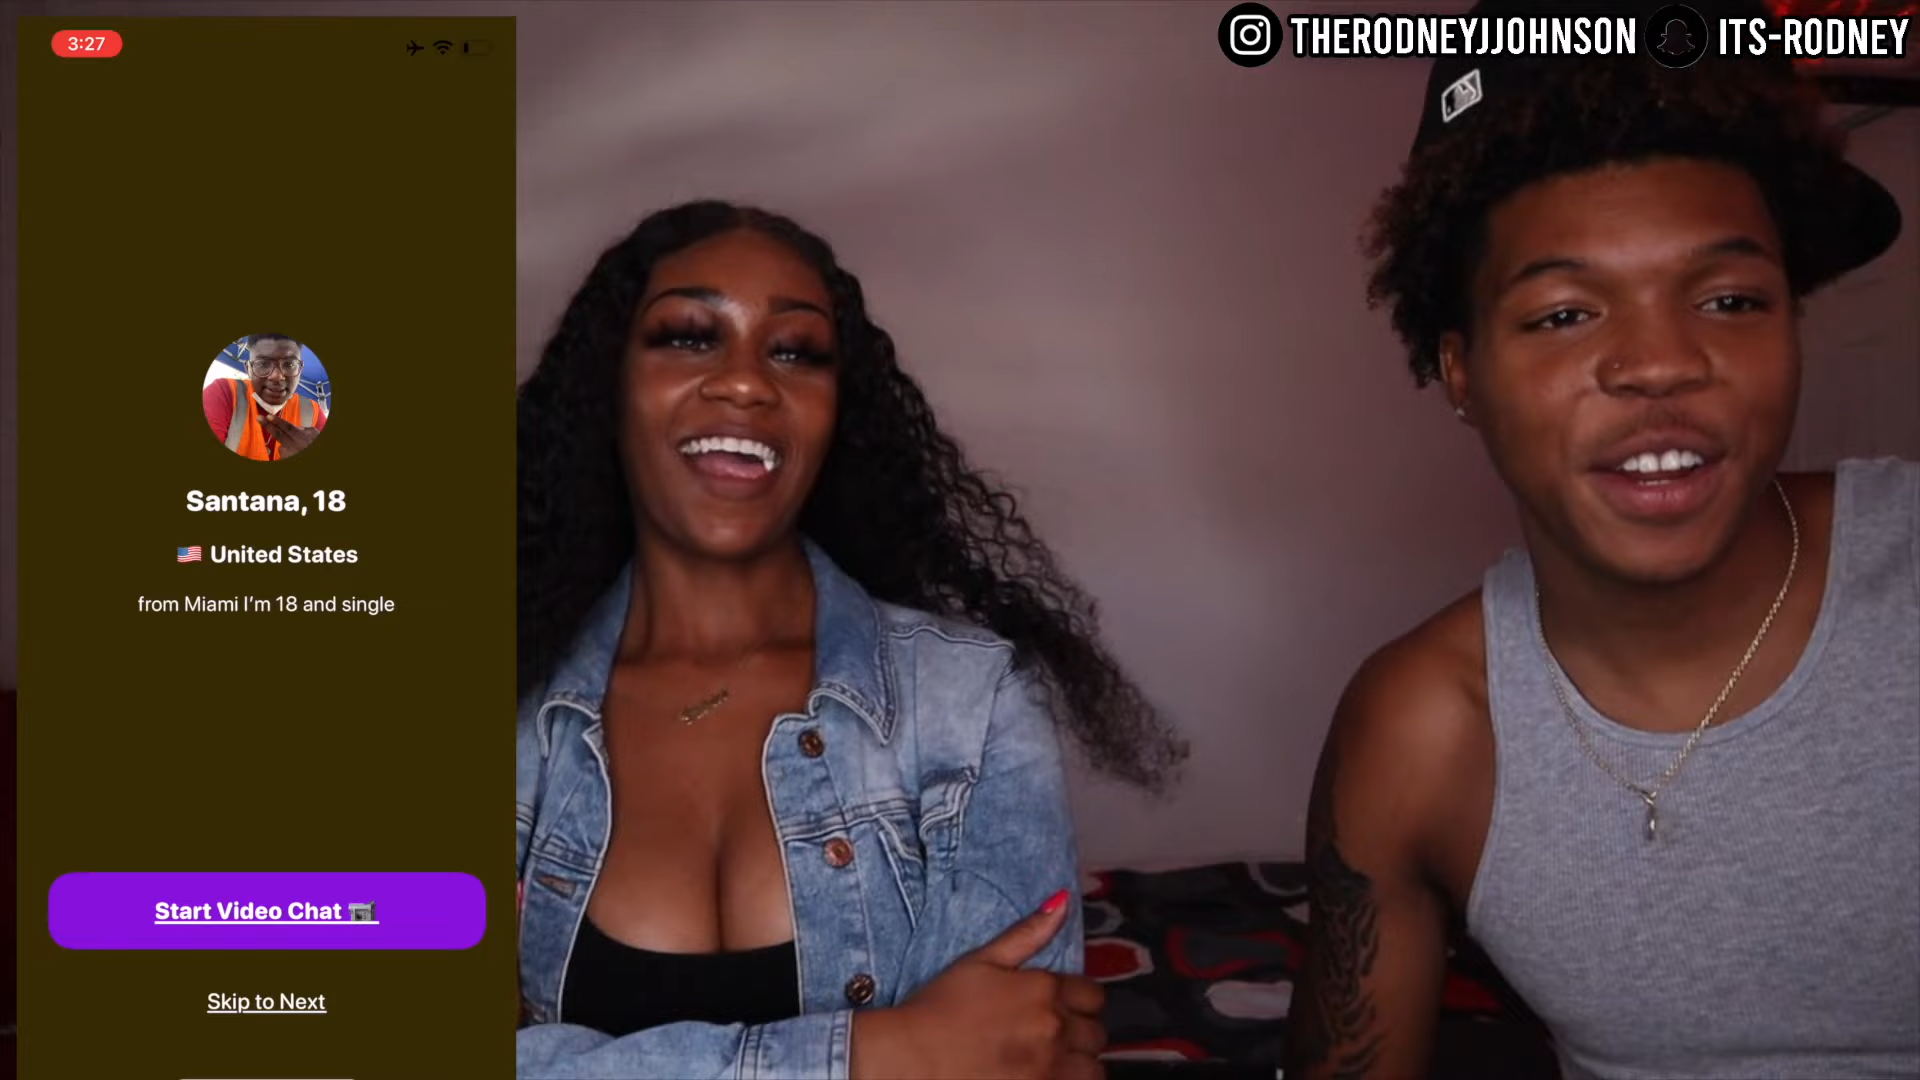 3:27
THERODNEYJJOHNSON
ITS-RODNEY
Santana, 18
🇺🇸 United States
from Miami I’m 18 and single
Start Video Chat 📹
Skip to Next